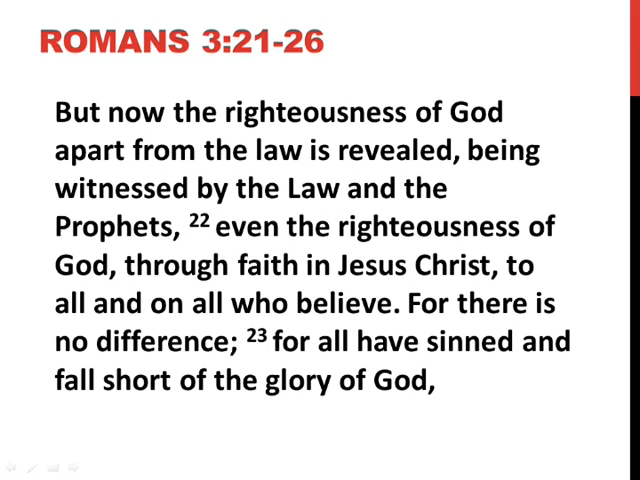 ROMANS 3:21-26
But now the righteousness of God
apart from the law is revealed, being
witnessed by the Law and the
Prophets, 22 even the righteousness of
God, through faith in Jesus Christ, to
all and on all who believe. For there is
no difference; 23 for all have sinned and
fall short of the glory of God,